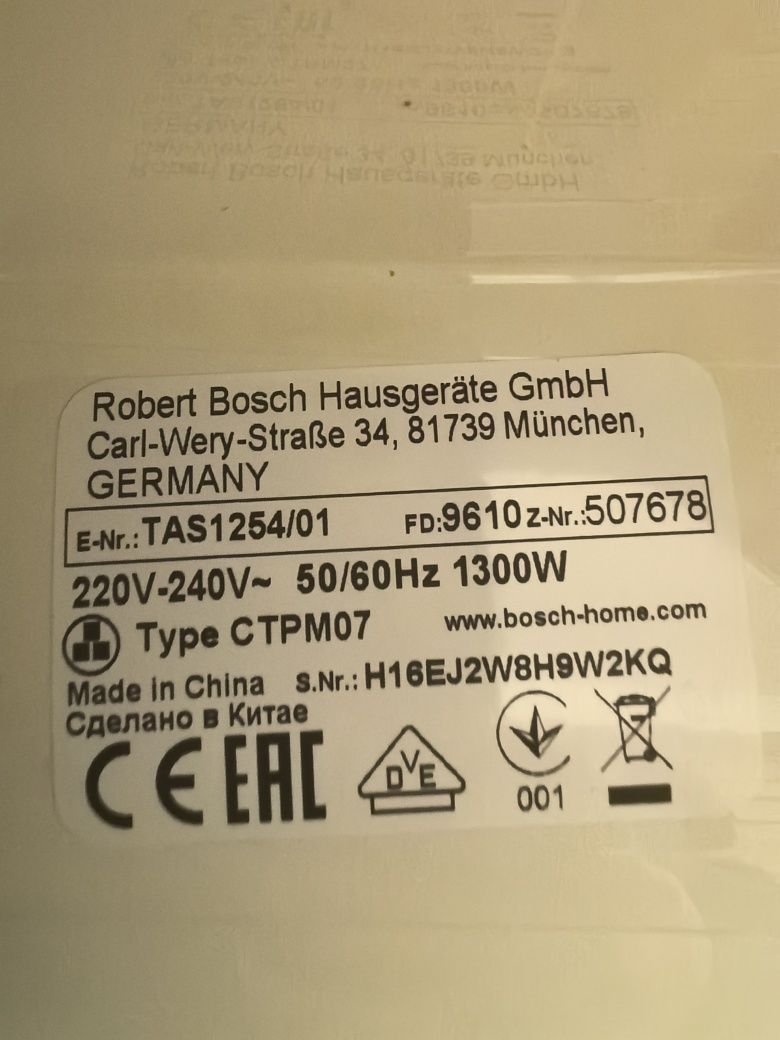 Robert Bosch Hausgeräte GmbH
Carl-Wery-Straße 34, 81739 München,
GERMANY
E-Nr.: TAS1254/01 FD:9610 Z-Nr.:507678
220V-240V~ 50/60Hz 1300W
Type CTPM07 www.bosch-home.com
Made in China S.Nr.: H16EJ2W8H9W2KQ
Сделано в Китае
CE EAC DVE 001